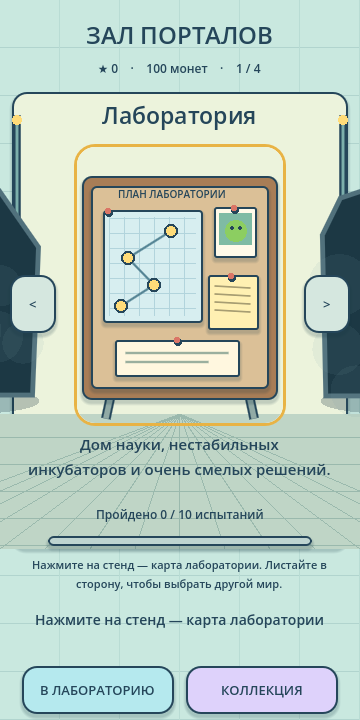 ЗАЛ ПОРТАЛОВ
★ 0 · 100 монет · 1 / 4
Лаборатория
ПЛАН ЛАБОРАТОРИИ
<
>
Дом науки, нестабильных
инкубаторов и очень смелых решений.
Пройдено 0 / 10 испытаний
Нажмите на стенд — карта лаборатории. Листайте в
сторону, чтобы выбрать другой мир.
Нажмите на стенд — карта лаборатории
В ЛАБОРАТОРИЮ
КОЛЛЕКЦИЯ